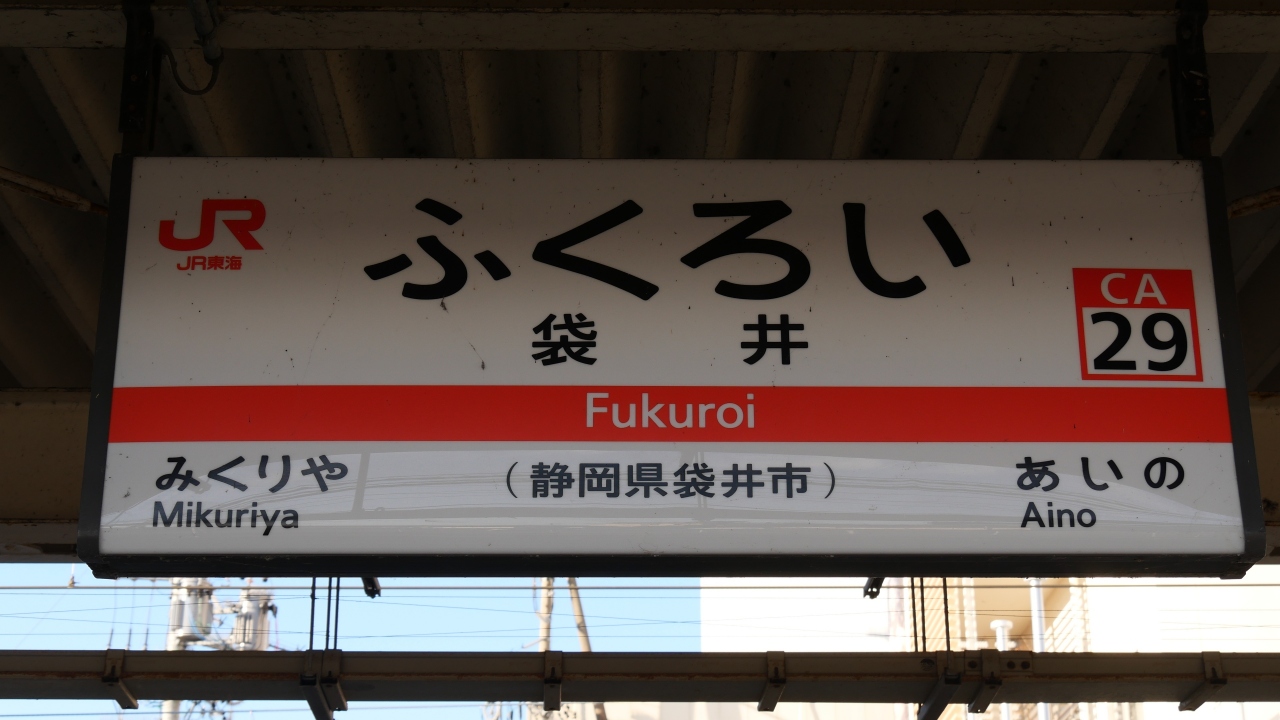 JR
JR東海
ふくろい
袋井
CA
29
Fukuroi
みくりや
Mikuriya
（静岡県袋井市）
あいの
Aino